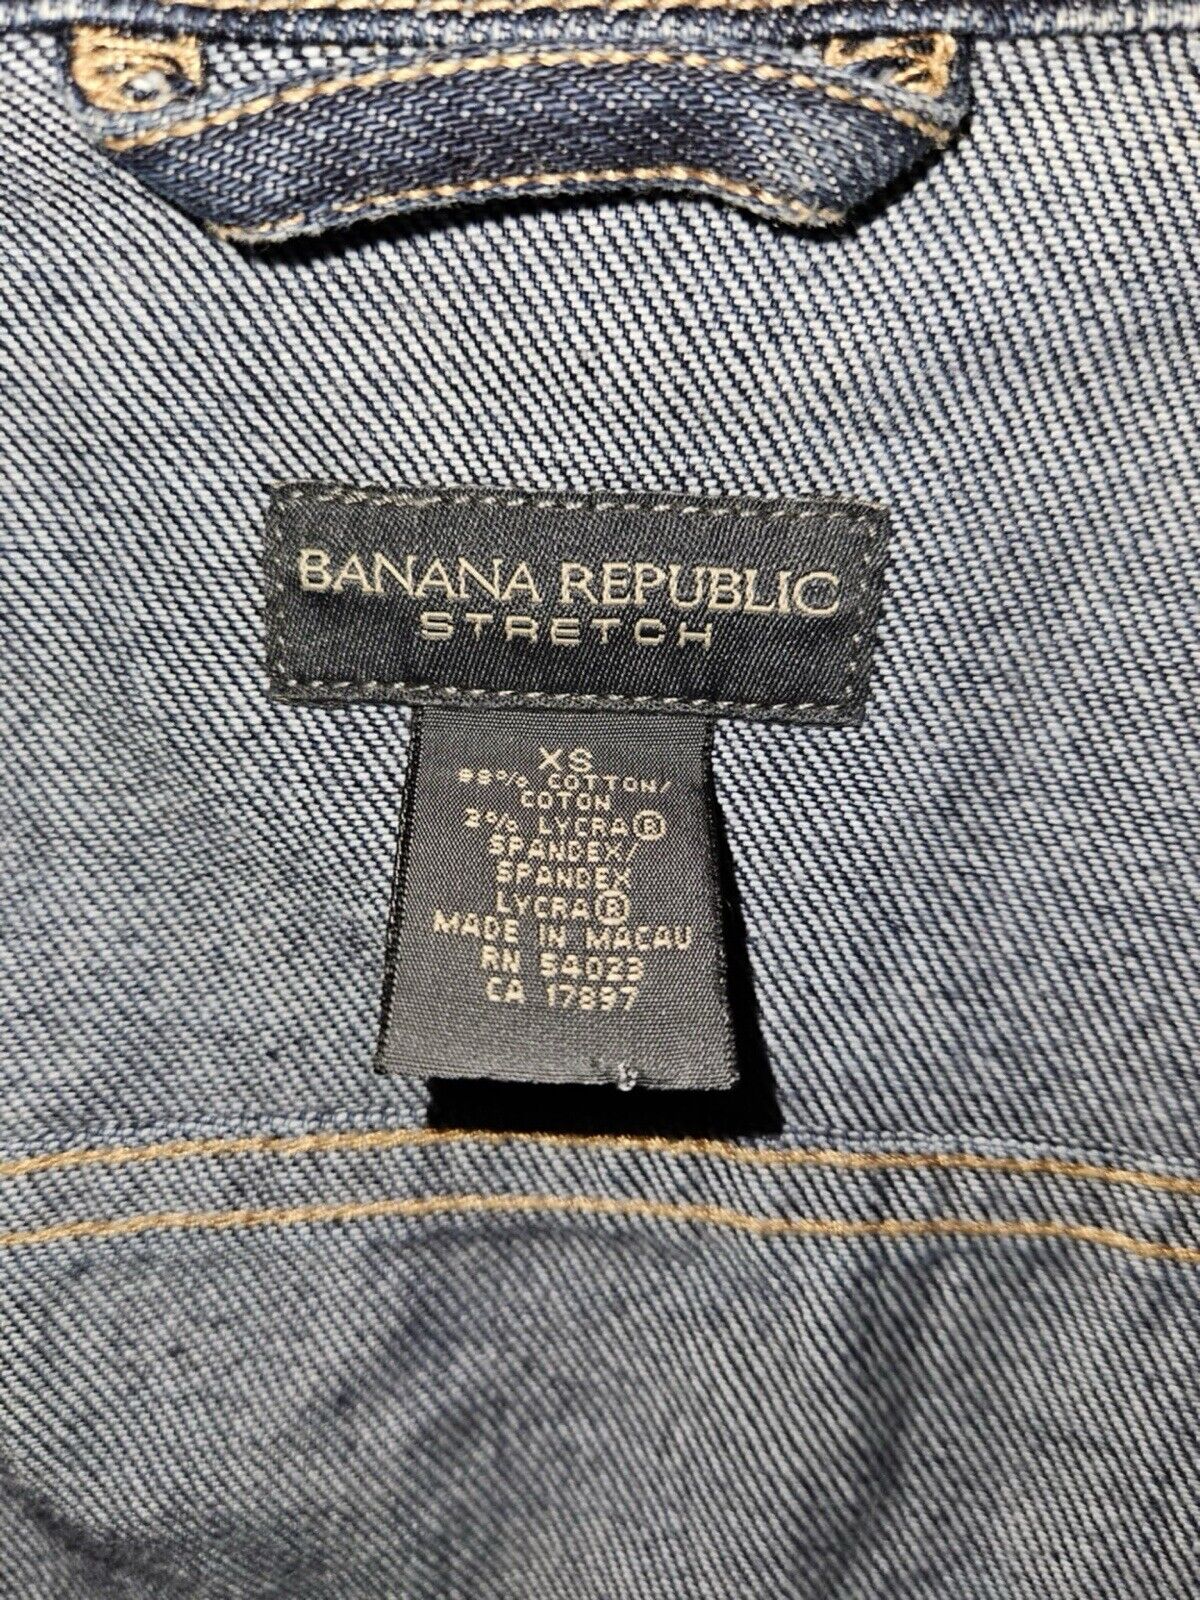 BANANA REPUBLIC
STRETCH
XS
98% COTTON/
COTON
2% LYCRA®
SPANDEX/
SPANDEX
LYCRA®
MADE IN MACAU
RN 54023
CA 17897